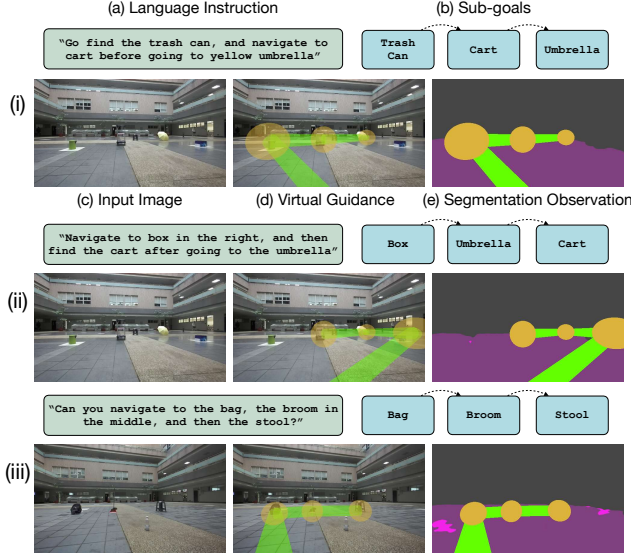 (a) Language Instruction
(b) Sub-goals
“Go find the trash can, and navigate to
cart before going to yellow umbrella”
Trash
Can
Cart
Umbrella
(i)
(c) Input Image
(d) Virtual Guidance
(e) Segmentation Observation
“Navigate to box in the right, and then
find the cart after going to the umbrella”
Box
Umbrella
Cart
(ii)
“Can you navigate to the bag, the broom in
the middle, and then the stool?”
Bag
Broom
Stool
(iii)